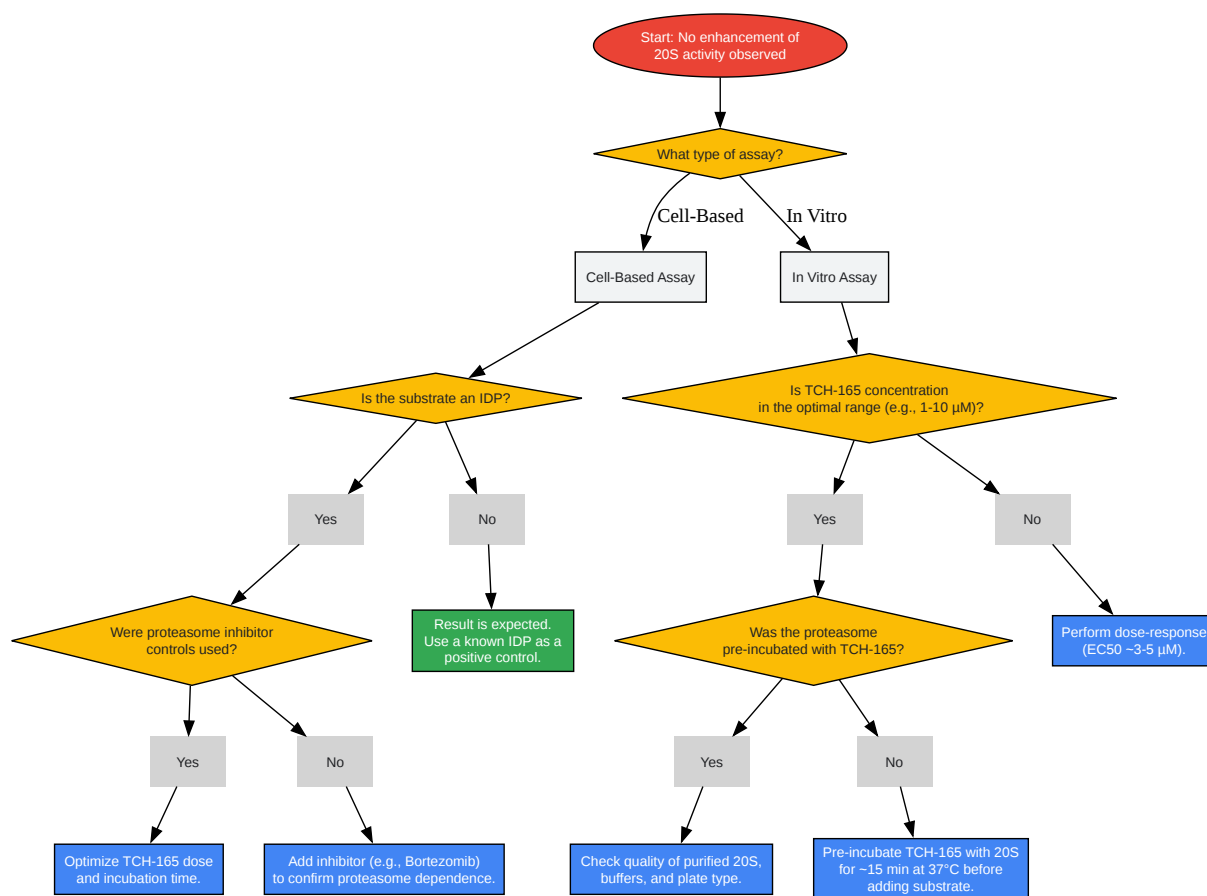 Start: No enhancement of
20S activity observed
What type of assay?
Cell-Based
In Vitro
Cell-Based Assay
In Vitro Assay
Is the substrate an IDP?
Is TCH-165 concentration
in the optimal range (e.g., 1-10 µM)?
Yes
No
Yes
No
Were proteasome inhibitor
controls used?
Result is expected.
Use a known IDP as a
positive control.
Was the proteasome
pre-incubated with TCH-165?
Perform dose-response
(EC50 ~3-5 µM).
Yes
No
Yes
No
Optimize TCH-165 dose
and incubation time.
Add inhibitor (e.g., Bortezomib)
to confirm proteasome dependence.
Check quality of purified 20S,
buffers, and plate type.
Pre-incubate TCH-165 with 20S
for ~15 min at 37°C before
adding substrate.